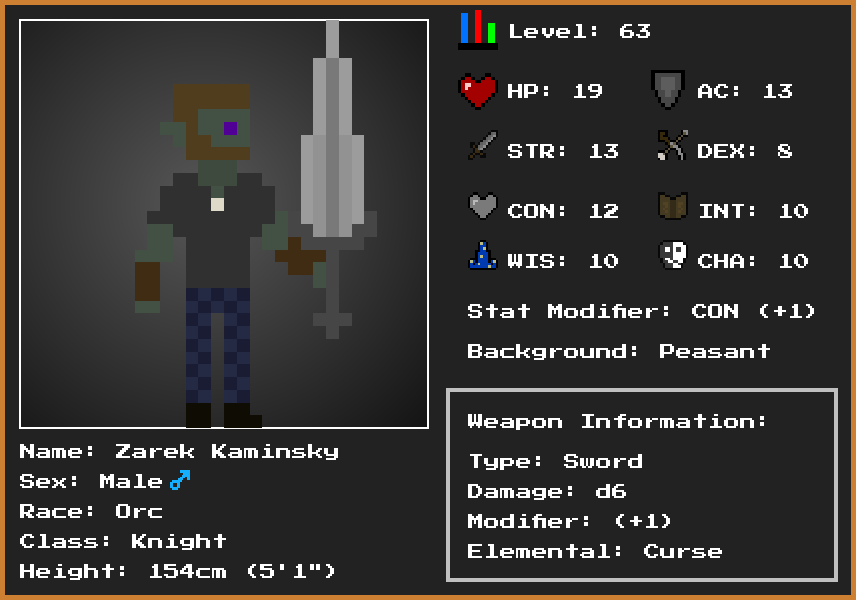 Level: 63
HP: 19
AC: 13
STR: 13
DEX: 8
CON: 12
INT: 10
WIS: 10
CHA: 10
Stat Modifier: CON (+1)
Background: Peasant
Weapon Information:
Type: Sword
Damage: d6
Modifier: (+1)
Elemental: Curse
Name: Zarek Kaminsky
Sex: Male♂
Race: Orc
Class: Knight
Height: 154cm (5'1")